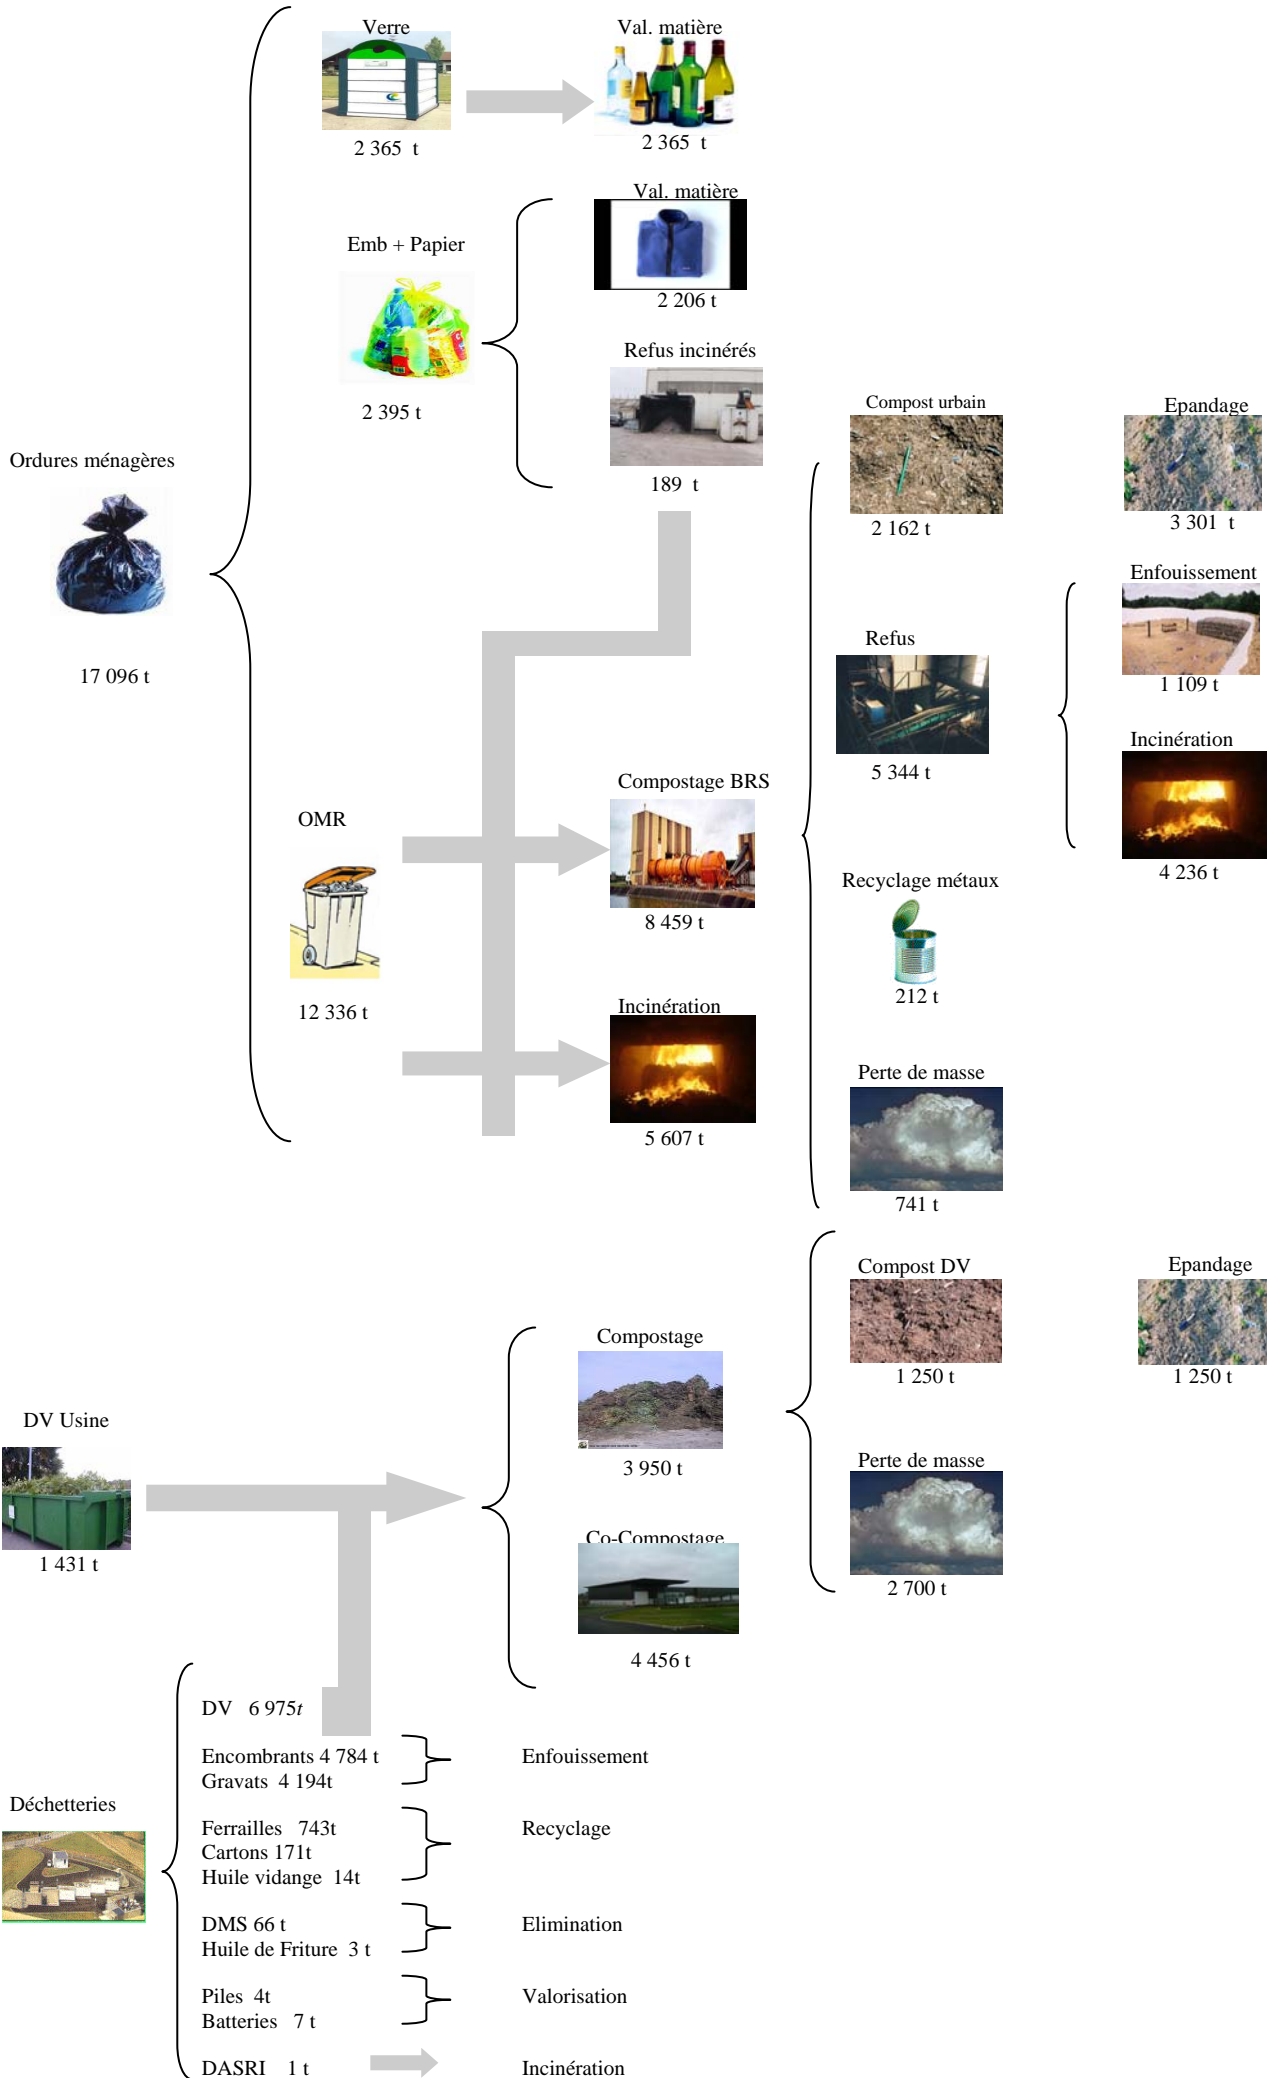 Verre
2 365 t
Val. matière
2 365 t
Emb + Papier
2 395 t
Val. matière
2 206 t
Refus incinérés
189 t
Ordures ménagères
17 096 t
Compost urbain
2 162 t
Epandage
3 301 t
Enfouissement
1 109 t
Refus
5 344 t
Incinération
4 236 t
OMR
12 336 t
Compostage BRS
8 459 t
Recyclage métaux
212 t
Incinération
5 607 t
Perte de masse
741 t
Compost DV
1 250 t
Epandage
1 250 t
Compostage
3 950 t
DV Usine
1 431 t
Perte de masse
2 700 t
Co-Compostage
4 456 t
Déchetteries
DV 6 975t
Encombrants 4 784 t
Gravats 4 194t
Enfouissement
Ferrailles 743t
Cartons 171t
Huile vidange 14t
Recyclage
DMS 66 t
Huile de Friture 3 t
Elimination
Piles 4t
Batteries 7 t
Valorisation
DASRI 1 t
Incinération